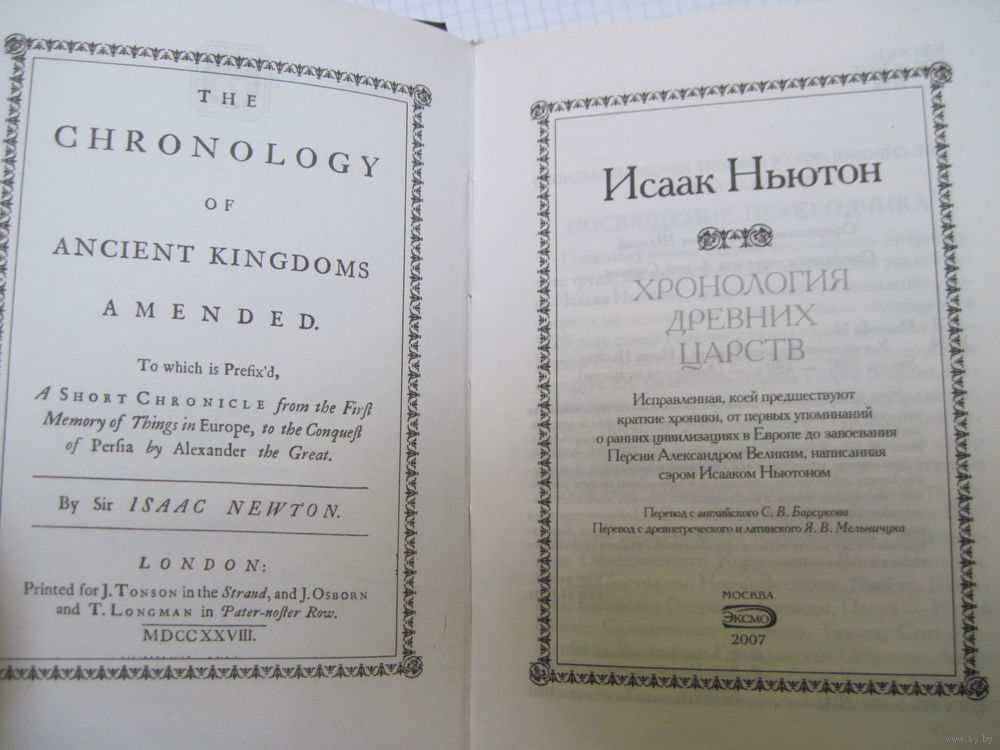 THE
CHRONOLOGY
OF
ANCIENT KINGDOMS
AMENDED.
To which is Prefix'd,
A SHORT CHRONICLE from the Firſt
Memory of Things in Europe, to the Conqueſt
of Perſia by Alexander the Great.
By Sir ISAAC NEWTON.
LONDON:
Printed for J. TONSON in the Strand, and J. OSBORN
and T. LONGMAN in Pater-noſter Row.
MDCCXXVIII.
Исаак Ньютон
ХРОНОЛОГИЯ
ДРЕВНИХ
ЦАРСТВ
Исправленная, коей предшествуют
краткие хроники, от первых упоминаний
о ранних цивилизациях в Европе до завоевания
Персии Александром Великим, написанная
сэром Исааком Ньютоном
Перевод с английского С. В. Барсукова
Перевод с древнегреческого и латинского Я. В. Мельничука
МОСКВА
ЭКСМО
2007
www.ay.by